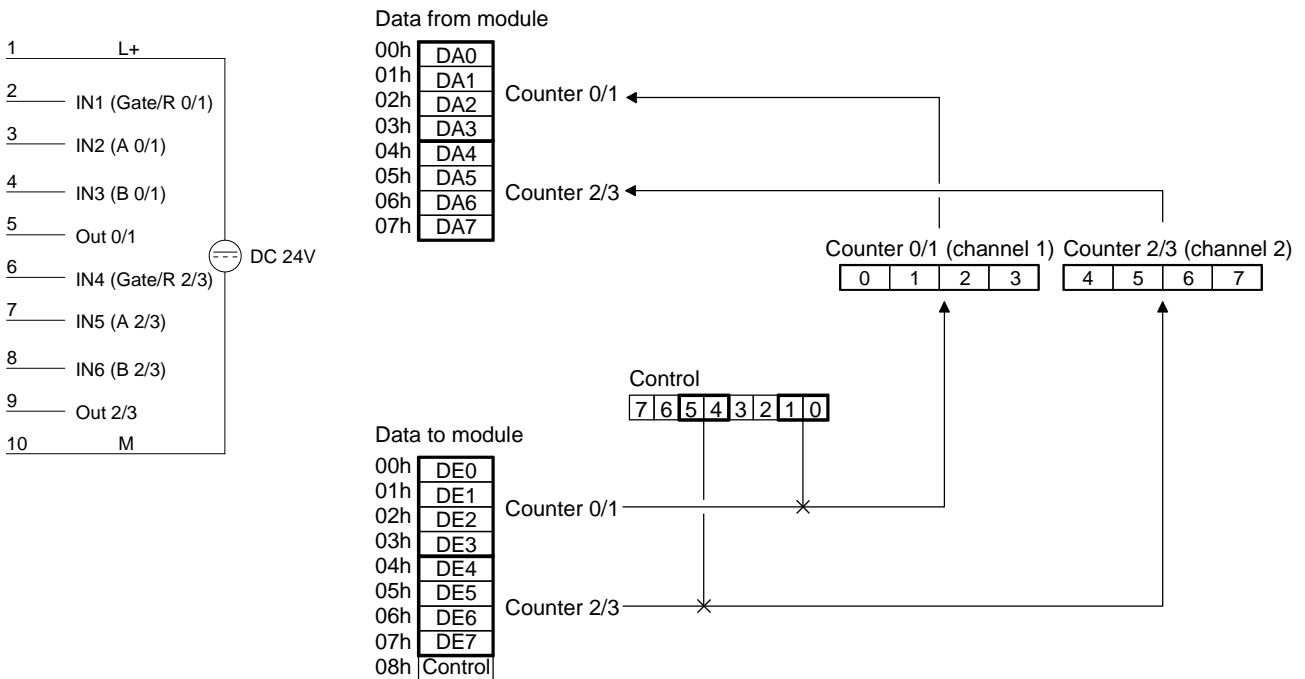 1 L+
2 IN1 (Gate/R 0/1)
3 IN2 (A 0/1)
4 IN3 (B 0/1)
5 Out 0/1
DC 24V
6 IN4 (Gate/R 2/3)
7 IN5 (A 2/3)
8 IN6 (B 2/3)
9 Out 2/3
10 M
Data from module
00h DA0
01h DA1
02h DA2
03h DA3
Counter 0/1
04h DA4
05h DA5
06h DA6
07h DA7
Counter 2/3
Counter 0/1 (channel 1) Counter 2/3 (channel 2)
0 1 2 3 4 5 6 7
Control
7 6 5 4 3 2 1 0
Data to module
00h DE0
01h DE1
02h DE2
03h DE3
Counter 0/1
04h DE4
05h DE5
06h DE6
07h DE7
Counter 2/3
08h Control